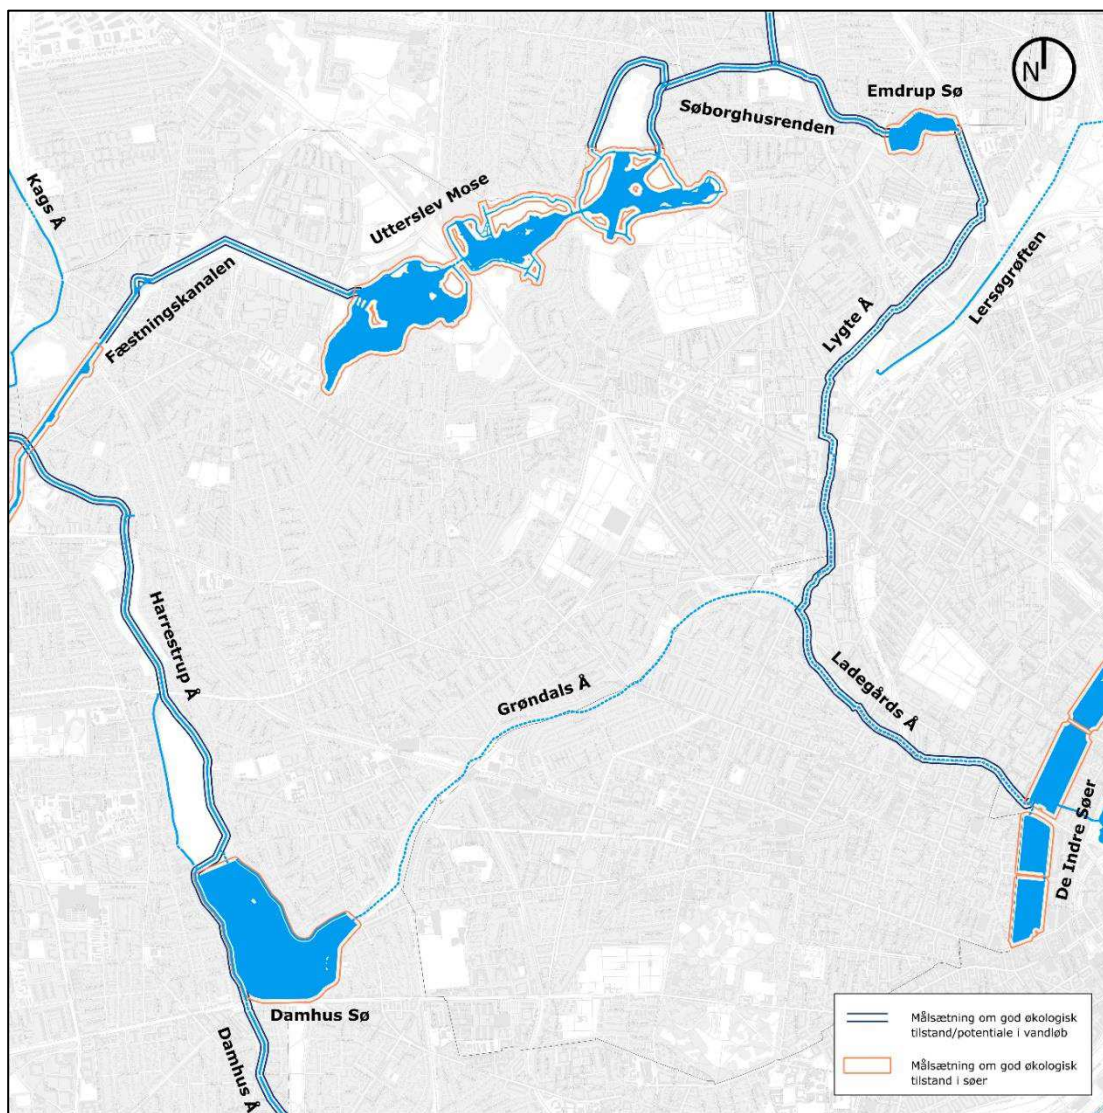 N
Emdrup Sø
Søborghusrenden
Kags Å
Utterslev Mose
Fæstningskanalen
Lersøgrøften
Lygte Å
Harrestrup Å
Grøndals Å
Ladegårds Å
De Indre Søer
Damhus Sø
Damhus Å
Målsætning om god økologisk
tilstand/potentiale i vandløb
Målsætning om god økologisk
tilstand i søer